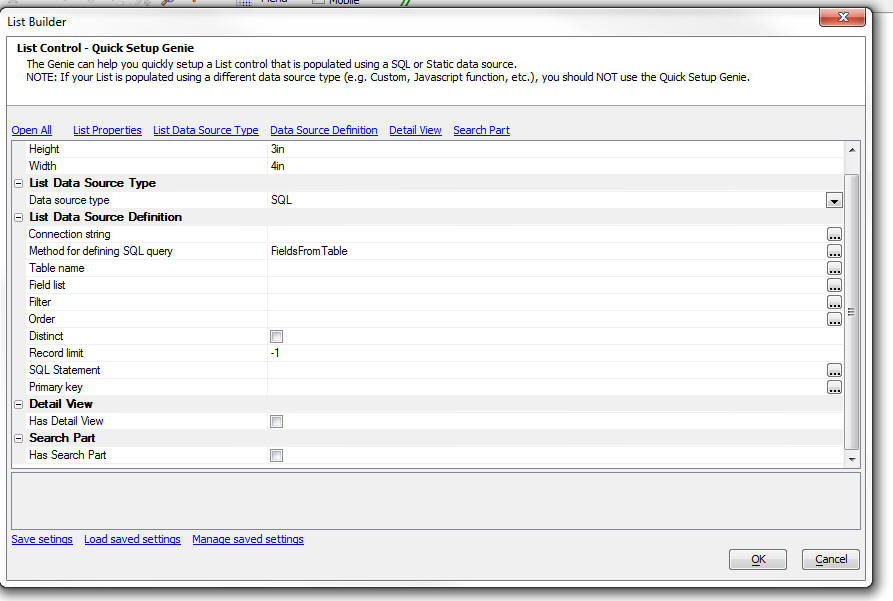 Menu Mobile
List Builder
List Control - Quick Setup Genie
The Genie can help you quickly setup a List control that is populated using a SQL or Static data source.
NOTE: If your List is populated using a different data source type (e.g. Custom, Javascript function, etc.), you should NOT use the Quick Setup Genie.
Open All List Properties List Data Source Type Data Source Definition Detail View Search Part
Height 3in
Width 4in
List Data Source Type
Data source type SQL
List Data Source Definition
Connection string ...
Method for defining SQL query FieldsFromTable ...
Table name ...
Field list ...
Filter ...
Order ...
Distinct
Record limit -1
SQL Statement ...
Primary key ...
Detail View
Has Detail View
Search Part
Has Search Part
Save setings Load saved settings Manage saved settings
OK Cancel